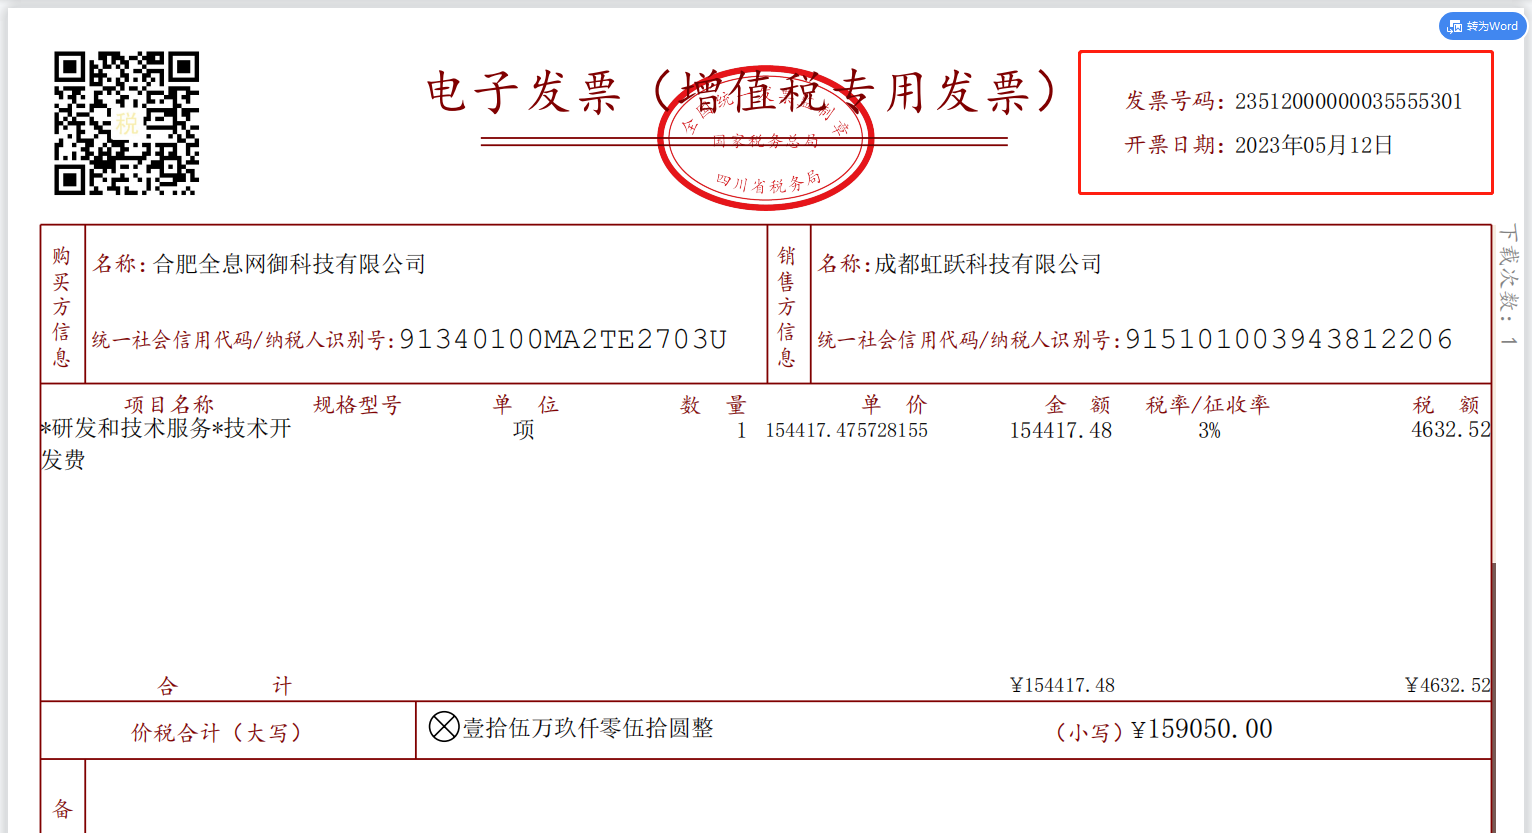 转为Word
电子发票（增值税专用发票）
全国统一发票监制章
国家税务总局
四川省税务局
税
发票号码：23512000000035555301
开票日期：2023年05月12日
下载次数：1
购买方信息
名称：合肥全息网御科技有限公司
统一社会信用代码/纳税人识别号：91340100MA2TE2703U
销售方信息
名称：成都虹跃科技有限公司
统一社会信用代码/纳税人识别号：915101003943812206
项目名称 规格型号 单 位 数 量 单 价 金 额 税率/征收率 税 额
*研发和技术服务*技术开 项 1 154417.475728155 154417.48 3% 4632.52
发费
合 计 ¥154417.48 ¥4632.52
价税合计（大写） ⊗壹拾伍万玖仟零伍拾圆整 （小写）¥159050.00
备